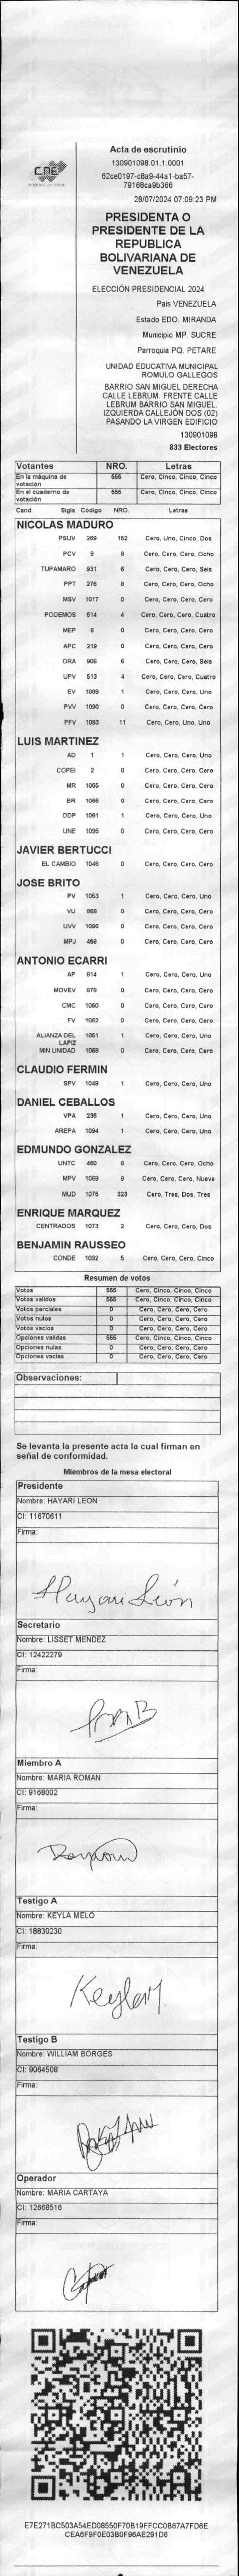 CNE
Acta de escrutinio
130901098.01.1.0001
62ce0197-c8a9-44a1-ba57-
79168ca9b366
28/07/2024 07:09:23 PM
PRESIDENTA O
PRESIDENTE DE LA
REPUBLICA
BOLIVARIANA DE
VENEZUELA
ELECCIÓN PRESIDENCIAL 2024
Pais VENEZUELA
Estado EDO. MIRANDA
Municipio MP. SUCRE
Parroquia PQ. PETARE
UNIDAD EDUCATIVA MUNICIPAL
ROMULO GALLEGOS
BARRIO SAN MIGUEL DERECHA
CALLE LEBRUM. FRENTE CALLE
LEBRUM BARRIO SAN MIGUEL.
IZQUIERDA CALLEJÓN DOS (02)
PASANDO LA VIRGEN EDIFICIO
130901098
833 Electores
Votantes NRO. Letras
En la máquina de votación 555 Cero, Cinco, Cinco, Cinco
En el cuaderno de votación 555 Cero, Cinco, Cinco, Cinco
Cand. Sigla Código NRO. Letras
NICOLAS MADURO
PSUV 269 152 Cero, Uno, Cinco, Dos
PCV 9 8 Cero, Cero, Cero, Ocho
TUPAMARO 931 6 Cero, Cero, Cero, Seis
PPT 276 8 Cero, Cero, Cero, Ocho
MSV 1017 0 Cero, Cero, Cero, Cero
PODEMOS 514 4 Cero, Cero, Cero, Cuatro
MEP 6 0 Cero, Cero, Cero, Cero
APC 219 0 Cero, Cero, Cero, Cero
ORA 906 6 Cero, Cero, Cero, Seis
UPV 513 4 Cero, Cero, Cero, Cuatro
EV 1089 1 Cero, Cero, Cero, Uno
PVV 1090 0 Cero, Cero, Cero, Cero
PFV 1093 11 Cero, Cero, Uno, Uno
LUIS MARTINEZ
AD 1 1 Cero, Cero, Cero, Uno
COPEI 2 0 Cero, Cero, Cero, Cero
MR 1065 0 Cero, Cero, Cero, Cero
BR 1066 0 Cero, Cero, Cero, Cero
DDP 1091 1 Cero, Cero, Cero, Uno
UNE 1095 0 Cero, Cero, Cero, Cero
JAVIER BERTUCCI
EL CAMBIO 1048 0 Cero, Cero, Cero, Cero
JOSE BRITO
PV 1053 1 Cero, Cero, Cero, Uno
VU 868 0 Cero, Cero, Cero, Cero
UVV 1096 0 Cero, Cero, Cero, Cero
MPJ 458 0 Cero, Cero, Cero, Cero
ANTONIO ECARRI
AP 814 1 Cero, Cero, Cero, Uno
MOVEV 979 0 Cero, Cero, Cero, Cero
CMC 1050 0 Cero, Cero, Cero, Cero
FV 1062 0 Cero, Cero, Cero, Cero
ALIANZA DEL LAPIZ 1051 1 Cero, Cero, Cero, Uno
MIN UNIDAD 1068 0 Cero, Cero, Cero, Cero
CLAUDIO FERMIN
SPV 1049 1 Cero, Cero, Cero, Uno
DANIEL CEBALLOS
VPA 236 1 Cero, Cero, Cero, Uno
AREPA 1094 1 Cero, Cero, Cero, Uno
EDMUNDO GONZALEZ
UNTC 460 8 Cero, Cero, Cero, Ocho
MPV 1069 9 Cero, Cero, Cero, Nueve
MUD 1075 323 Cero, Tres, Dos, Tres
ENRIQUE MARQUEZ
CENTRADOS 1073 2 Cero, Cero, Cero, Dos
BENJAMIN RAUSSEO
CONDE 1092 5 Cero, Cero, Cero, Cinco
Resumen de votos
Votos 555 Cero, Cinco, Cinco, Cinco
Votos validos 555 Cero, Cinco, Cinco, Cinco
Votos parciales 0 Cero, Cero, Cero, Cero
Votos nulos 0 Cero, Cero, Cero, Cero
Votos vacios 0 Cero, Cero, Cero, Cero
Opciones validas 555 Cero, Cinco, Cinco, Cinco
Opciones nulas 0 Cero, Cero, Cero, Cero
Opciones vacias 0 Cero, Cero, Cero, Cero
Observaciones:
Se levanta la presente acta la cual firman en
señal de conformidad.
Miembros de la mesa electoral
Presidente
Nombre: HAYARI LEON
CI: 11670611
Firma:
Hayari León
Secretario
Nombre: LISSET MENDEZ
CI: 12422279
Firma:
Miembro A
Nombre: MARIA ROMAN
CI: 9168002
Firma:
Testigo A
Nombre: KEYLA MELO
CI: 18830230
Firma:
KeylaM
Testigo B
Nombre: WILLIAM BORGES
CI: 9064508
Firma:
Operador
Nombre: MARIA CARTAYA
CI: 12668516
Firma:
E7E271BC503A54ED08550F70B19FFCC0B67A7FD6E
CEA6F9F0E03B0F96AE291D6